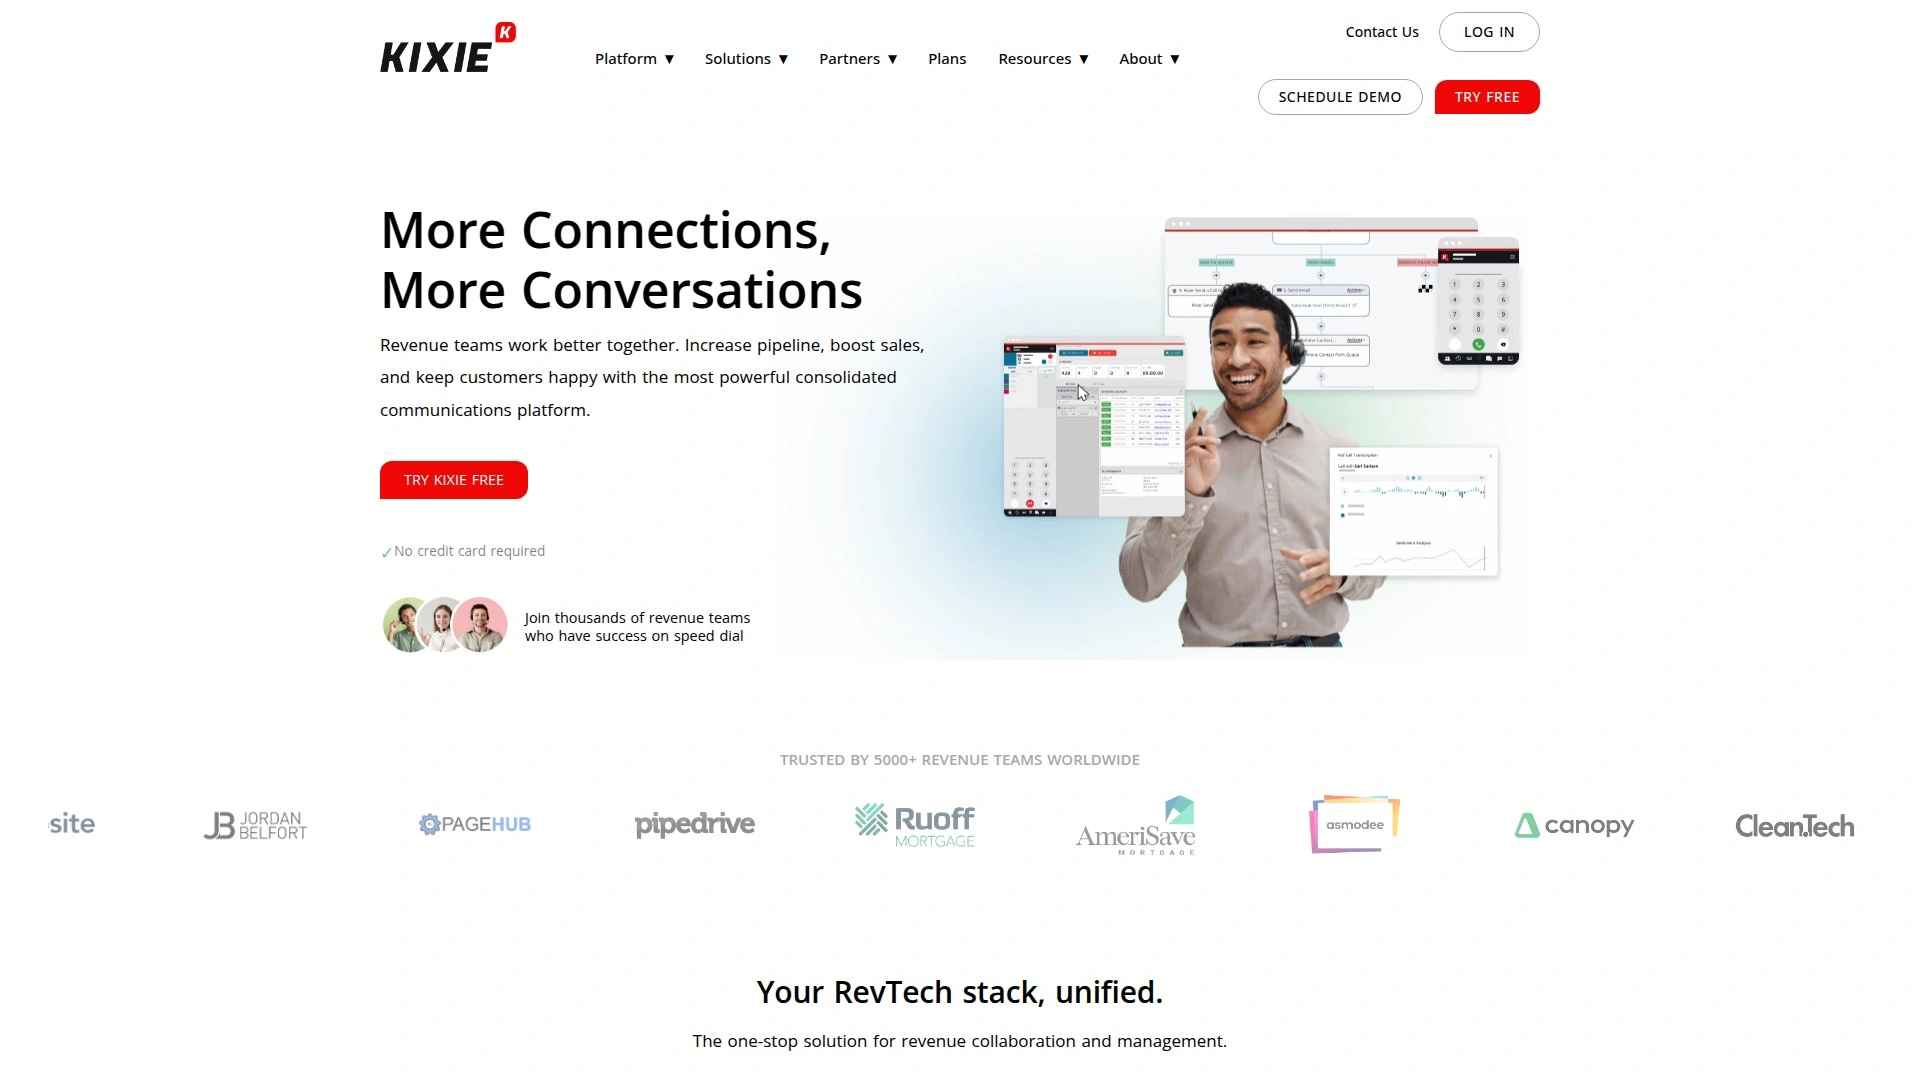 KIXIE
K
Platform ▼
Solutions ▼
Partners ▼
Plans
Resources ▼
About ▼
Contact Us
LOG IN
SCHEDULE DEMO
TRY FREE
More Connections,
More Conversations
Revenue teams work better together. Increase pipeline, boost sales,
and keep customers happy with the most powerful consolidated
communications platform.
TRY KIXIE FREE
✓No credit card required
Join thousands of revenue teams
who have success on speed dial
Sentiment Analysis
TRUSTED BY 5000+ REVENUE TEAMS WORLDWIDE
site
JB JORDAN
BELFORT
PAGEHUB
pipedrive
Ruoff
MORTGAGE
AmeriSave
MORTGAGE
asmodee
canopy
CleanTech
Your RevTech stack, unified.
The one-stop solution for revenue collaboration and management.